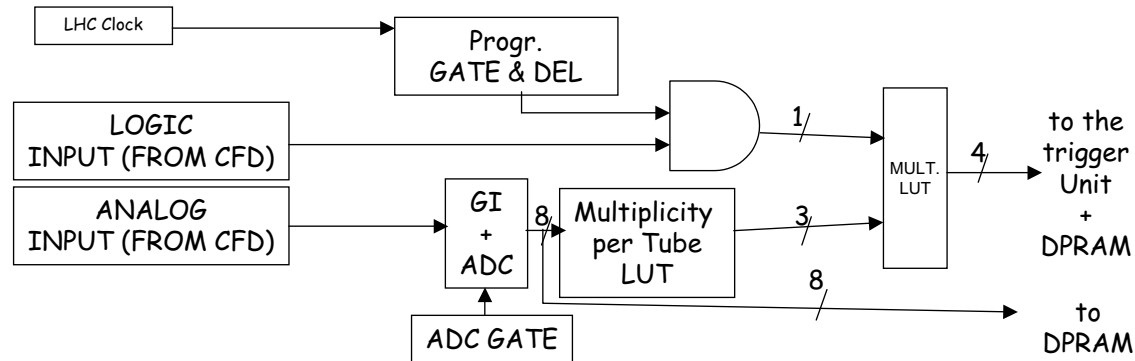 LHC Clock
Progr.
GATE & DEL
LOGIC
INPUT (FROM CFD)
ANALOG
INPUT (FROM CFD)
GI
+
ADC
ADC GATE
8
Multiplicity
per Tube
LUT
1
3
8
MULT.
LUT
4
to the
trigger
Unit
+
DPRAM
to
DPRAM